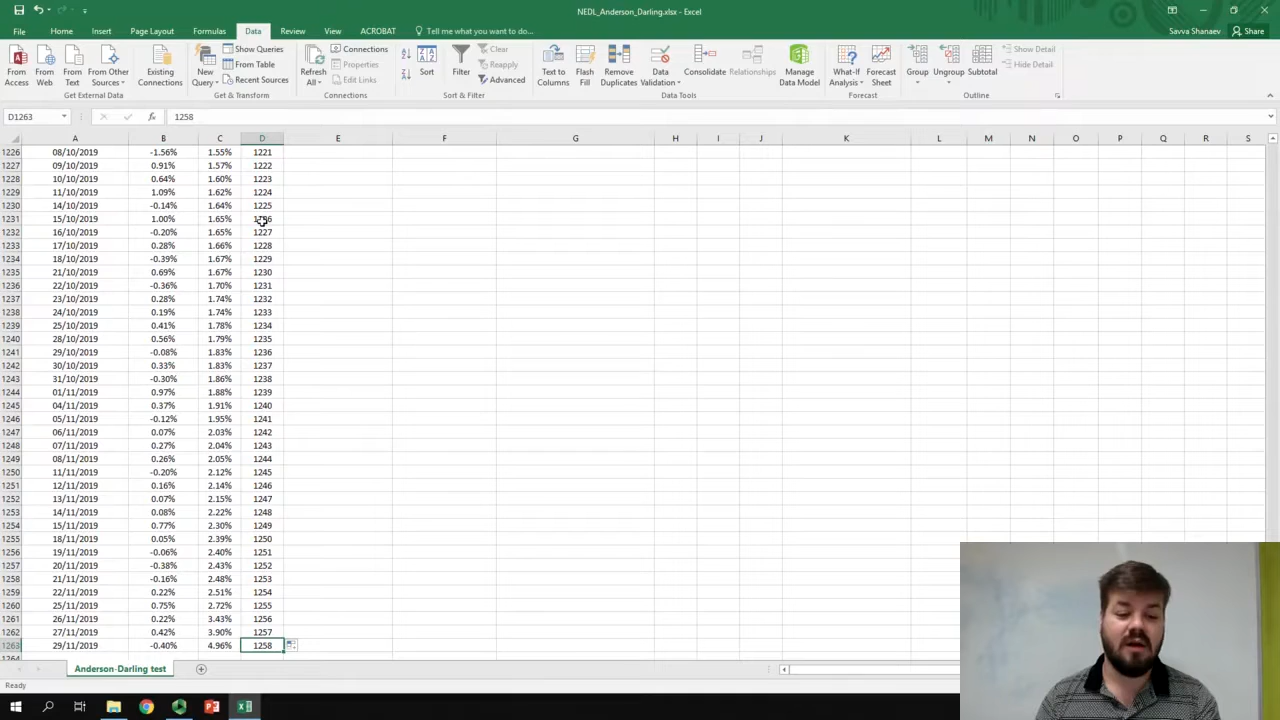 NEDL_Anderson_Darling.xlsx - Excel
File Home Insert Page Layout Formulas Data Review View ACROBAT Tell me what you want to do... Savva Shanaev Share
From Access From Web From Text From Other Sources Existing Connections New Query Show Queries From Table Recent Sources Refresh All Connections Properties Edit Links Sort Filter Clear Reapply Advanced Text to Columns Flash Fill Remove Duplicates Data Validation Consolidate Relationships Manage Data Model What-If Analysis Forecast Sheet Group Ungroup Subtotal Show Detail Hide Detail
Get External Data Get & Transform Connections Sort & Filter Data Tools Forecast Outline
D1263 fx 1258
A B C D E F G H I J K L M N O P Q R S
1226 08/10/2019 -1.56% 1.55% 1221
1227 09/10/2019 0.91% 1.57% 1222
1228 10/10/2019 0.64% 1.60% 1223
1229 11/10/2019 1.09% 1.62% 1224
1230 14/10/2019 -0.14% 1.64% 1225
1231 15/10/2019 1.00% 1.65%
1232 16/10/2019 -0.20% 1.65% 1227
1233 17/10/2019 0.28% 1.66% 1228
1234 18/10/2019 -0.39% 1.67% 1229
1235 21/10/2019 0.69% 1.67% 1230
1236 22/10/2019 -0.36% 1.70% 1231
1237 23/10/2019 0.28% 1.74% 1232
1238 24/10/2019 0.19% 1.74% 1233
1239 25/10/2019 0.41% 1.78% 1234
1240 28/10/2019 0.56% 1.79% 1235
1241 29/10/2019 -0.08% 1.83% 1236
1242 30/10/2019 0.33% 1.83% 1237
1243 31/10/2019 -0.30% 1.86% 1238
1244 01/11/2019 0.97% 1.88% 1239
1245 04/11/2019 0.37% 1.91% 1240
1246 05/11/2019 -0.12% 1.95% 1241
1247 06/11/2019 0.07% 2.03% 1242
1248 07/11/2019 0.27% 2.04% 1243
1249 08/11/2019 0.26% 2.05% 1244
1250 11/11/2019 -0.20% 2.12% 1245
1251 12/11/2019 0.16% 2.14% 1246
1252 13/11/2019 0.07% 2.15% 1247
1253 14/11/2019 0.08% 2.22% 1248
1254 15/11/2019 0.77% 2.30% 1249
1255 18/11/2019 0.05% 2.39% 1250
1256 19/11/2019 -0.06% 2.40% 1251
1257 20/11/2019 -0.38% 2.43% 1252
1258 21/11/2019 -0.16% 2.48% 1253
1259 22/11/2019 0.22% 2.51% 1254
1260 25/11/2019 0.75% 2.72% 1255
1261 26/11/2019 0.22% 3.43% 1256
1262 27/11/2019 0.42% 3.90% 1257
1263 29/11/2019 -0.40% 4.96% 1258
1264
Anderson-Darling test
Ready